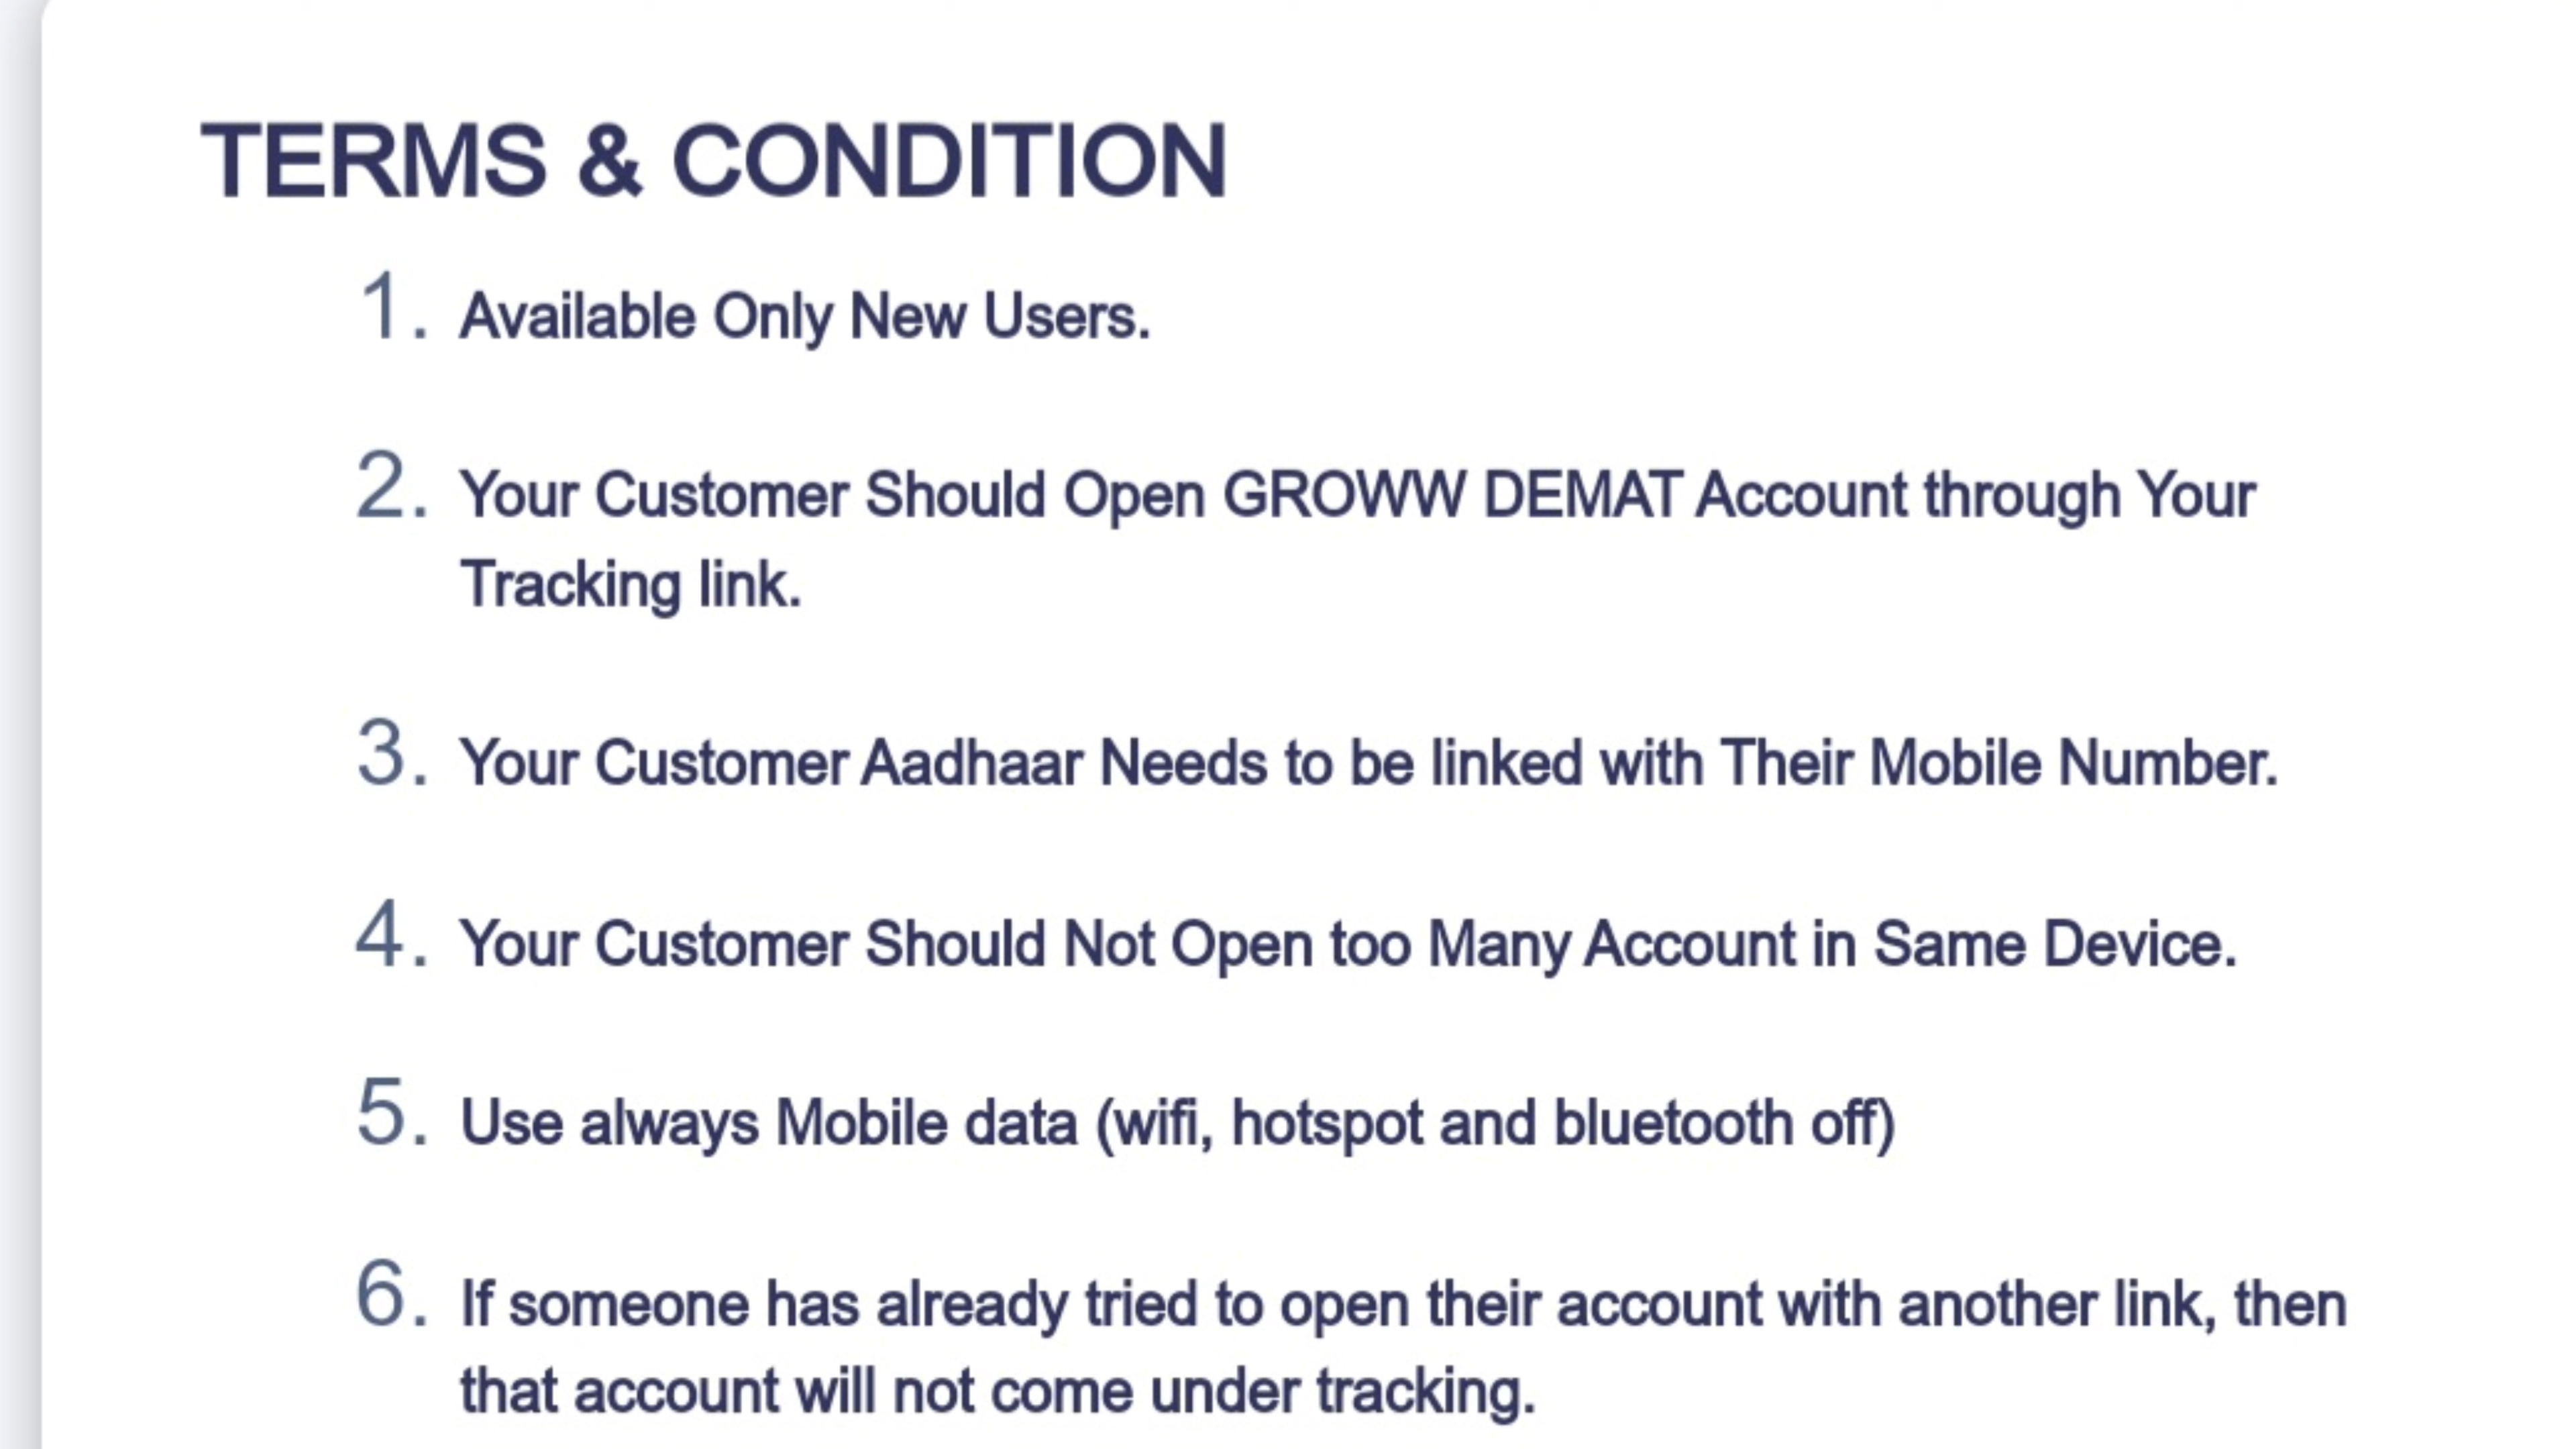 TERMS & CONDITION
1. Available Only New Users.
2. Your Customer Should Open GROWW DEMAT Account through Your
Tracking link.
3. Your Customer Aadhaar Needs to be linked with Their Mobile Number.
4. Your Customer Should Not Open too Many Account in Same Device.
5. Use always Mobile data (wifi, hotspot and bluetooth off)
6. If someone has already tried to open their account with another link, then
that account will not come under tracking.